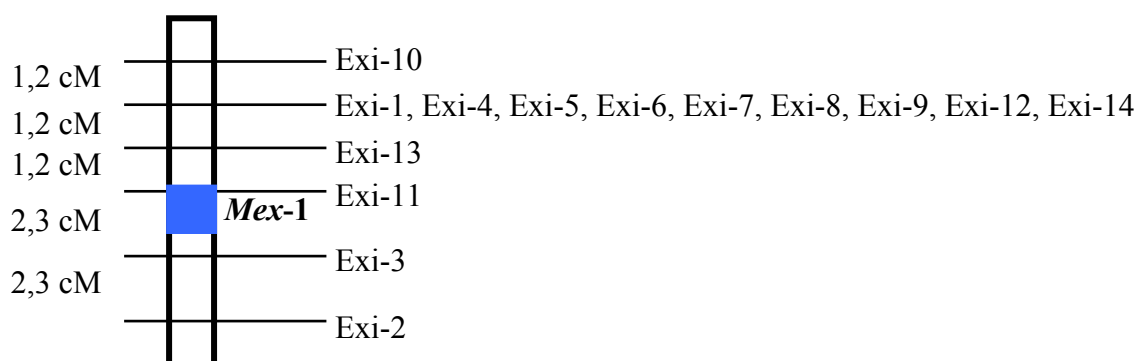 Exi-10
1,2 cM
Exi-1, Exi-4, Exi-5, Exi-6, Exi-7, Exi-8, Exi-9, Exi-12, Exi-14
1,2 cM
Exi-13
1,2 cM
Exi-11
Mex-1
2,3 cM
Exi-3
2,3 cM
Exi-2